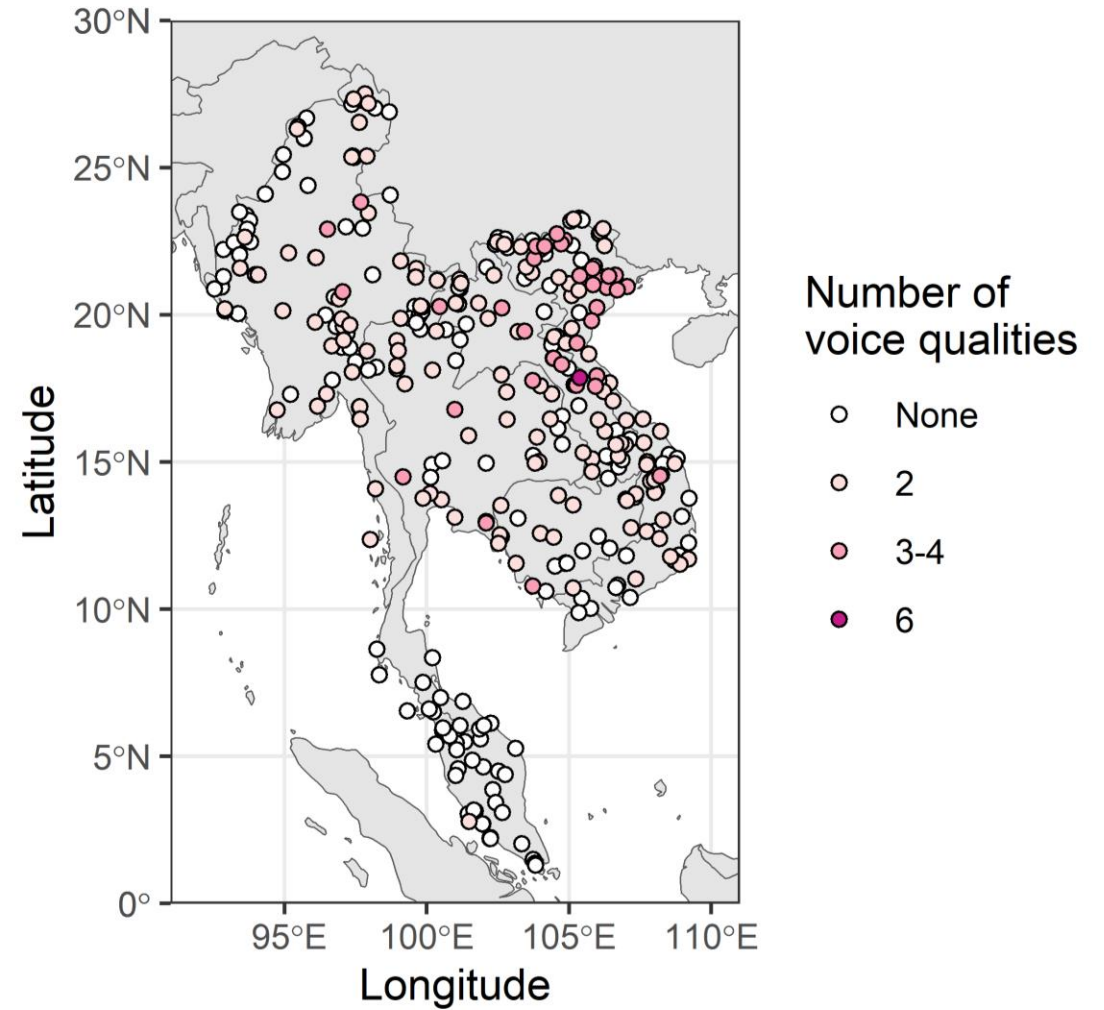 30°N
25°N
20°N
15°N
10°N
5°N
0°
Latitude
95°E 100°E 105°E 110°E
Longitude
Number of
voice qualities
None
2
3-4
6